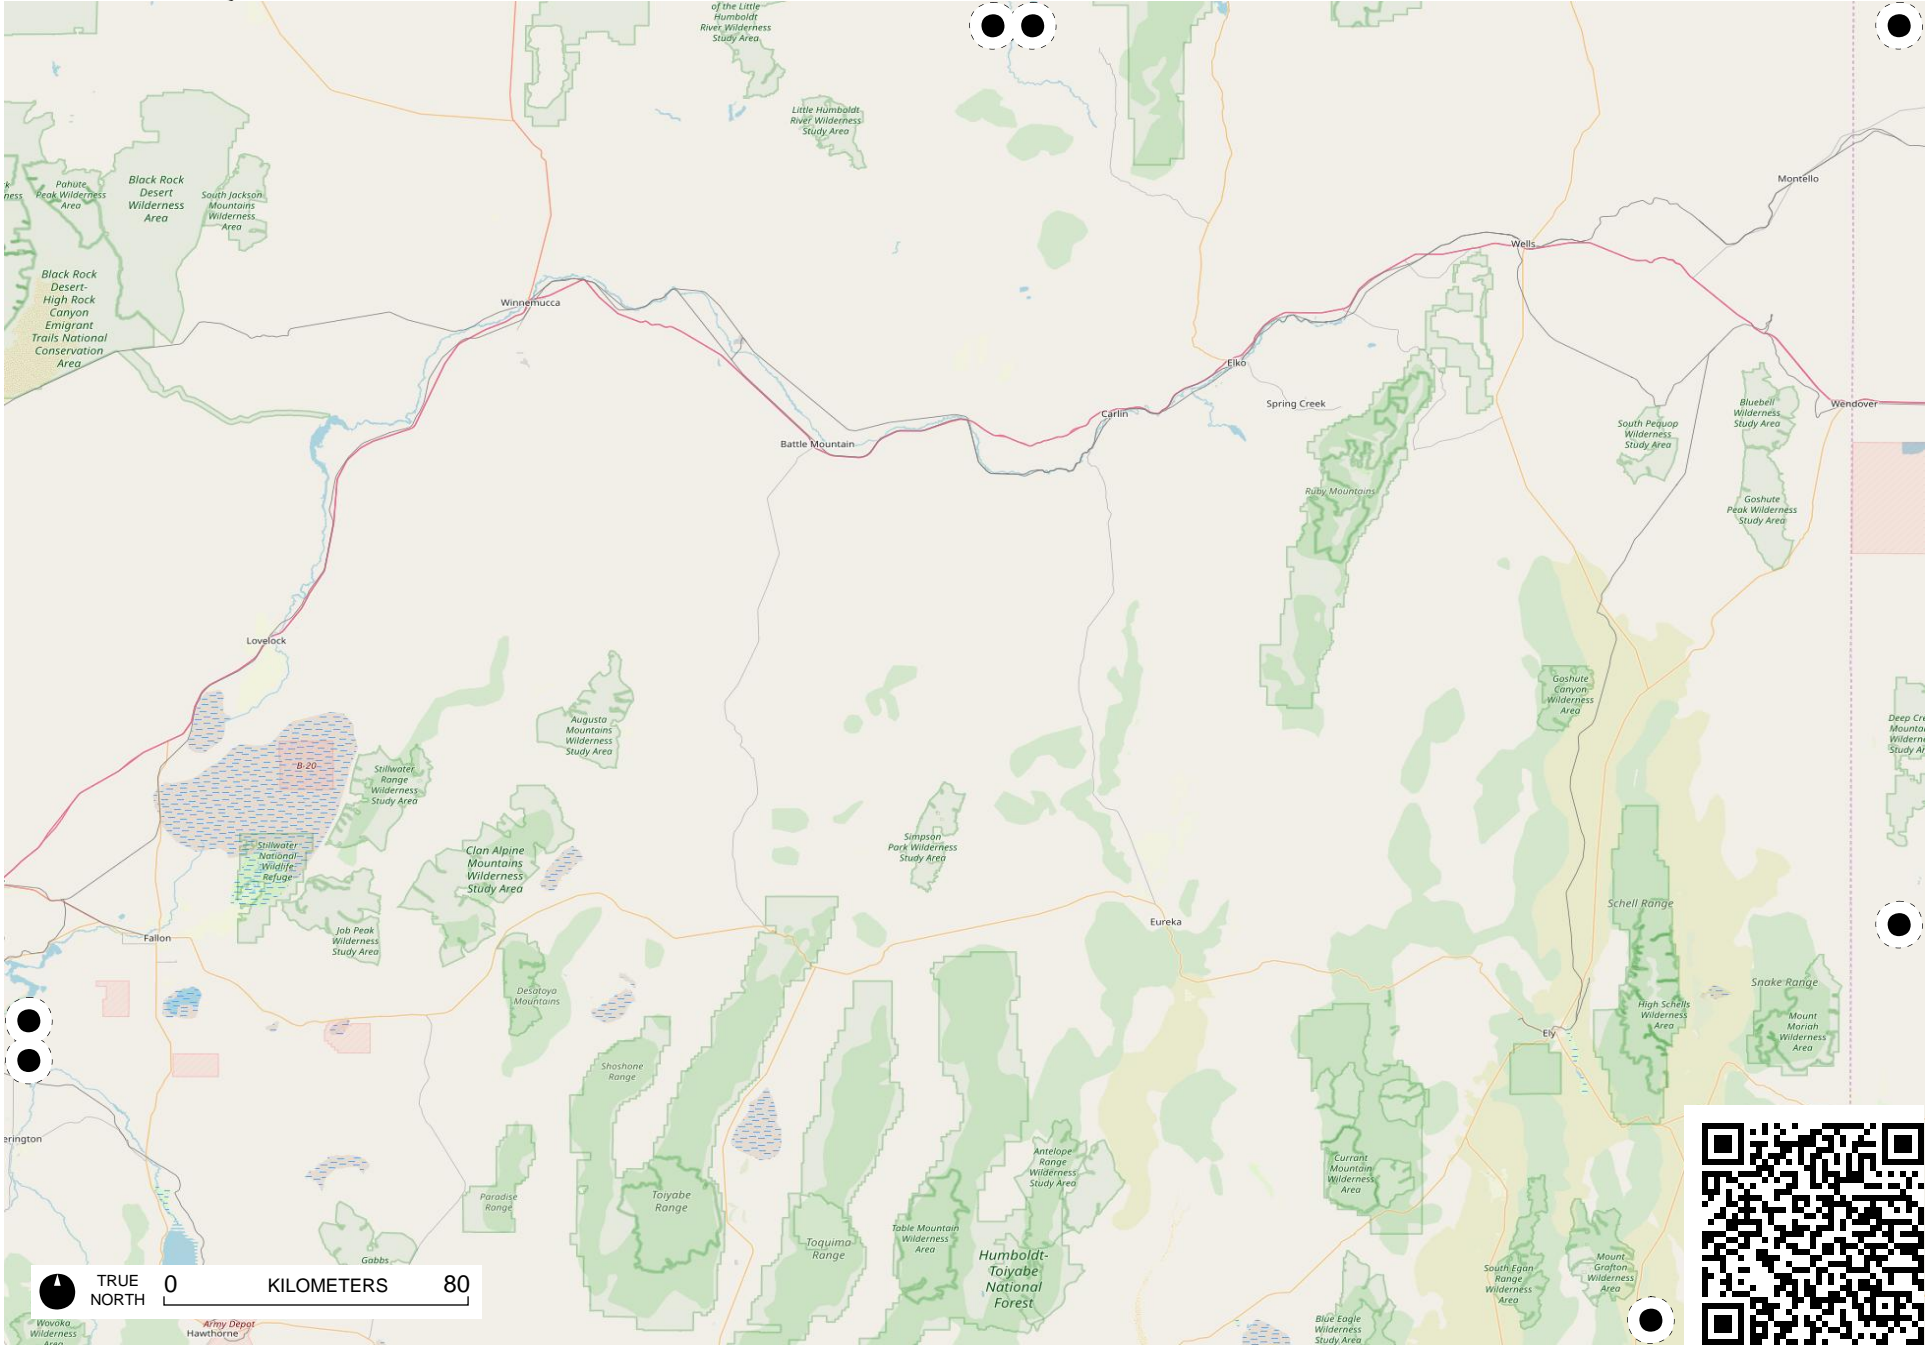 of the Little
Humboldt
River Wilderness
Study Area
Little Humboldt
River Wilderness
Study Area
Pahute
Peak Wilderness
Area
Black Rock
Desert
Wilderness
Area
South Jackson
Mountains
Wilderness
Area
Montello
Wells
Black Rock
Desert-
High Rock
Canyon
Emigrant
Trails National
Conservation
Area
Winnemucca
Elko
Spring Creek
Carlin
Battle Mountain
Bluebell
Wilderness
Study Area
Wendover
South Pequop
Wilderness
Study Area
Ruby Mountains
Goshute
Peak Wilderness
Study Area
Lovelock
Goshute
Canyon
Wilderness
Area
Augusta
Mountains
Wilderness
Study Area
B-20
Stillwater
Range
Wilderness
Study Area
Simpson
Park Wilderness
Study Area
Stillwater
National
Wildlife
Refuge
Clan Alpine
Mountains
Wilderness
Study Area
Schell Range
Eureka
Fallon
Job Peak
Wilderness
Study Area
Desatoya
Mountains
Snake Range
High Schells
Wilderness
Area
Mount
Moriah
Wilderness
Area
Ely
Shoshone
Range
erington
Antelope
Range
Wilderness
Study Area
Currant
Mountain
Wilderness
Area
Paradise
Range
Toiyabe
Range
Toquima
Range
Table Mountain
Wilderness
Area
Humboldt-
Toiyabe
National
Forest
Gabbs
South Egan
Range
Wilderness
Area
Mount
Grafton
Wilderness
Area
TRUE
NORTH
0 KILOMETERS 80
Wovoka
Wilderness
Area
Army Depot
Hawthorne
Blue Eagle
Wilderness
Study Area